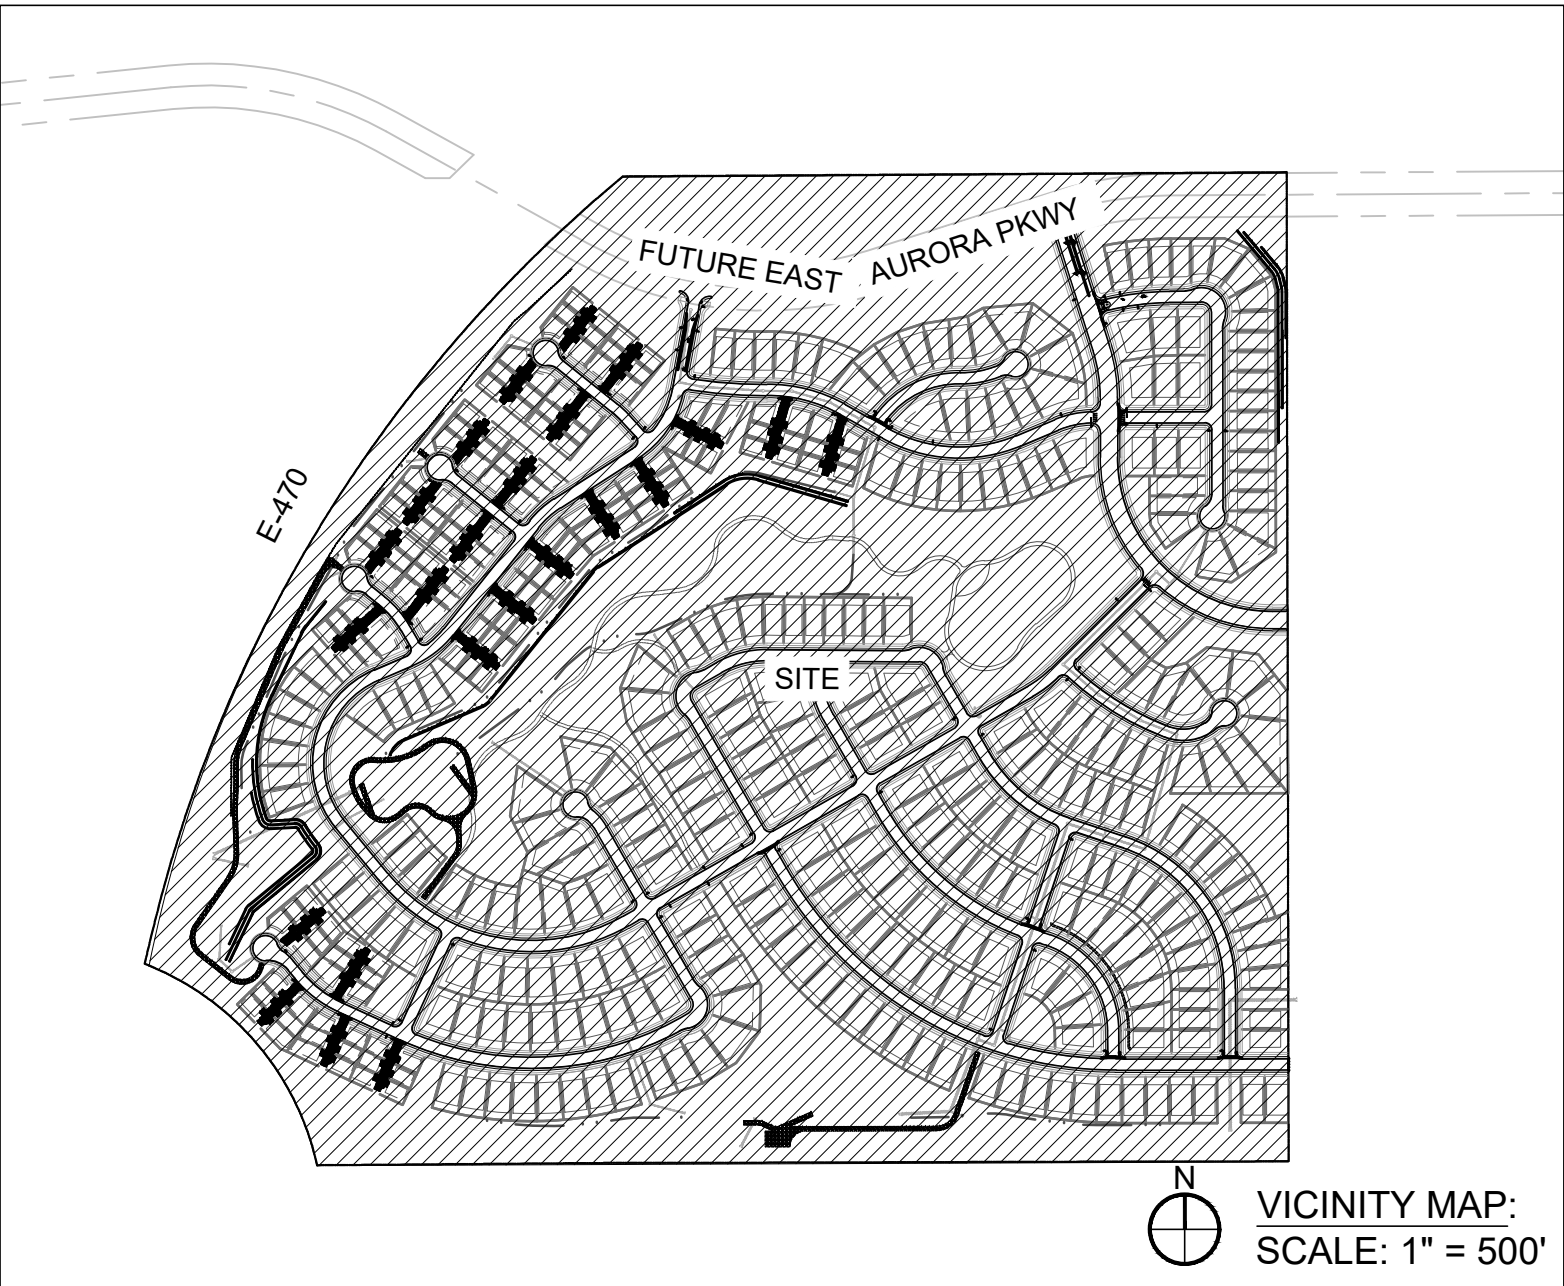 FUTURE EAST AURORA PKWY
E-470
SITE
N
VICINITY MAP:
SCALE: 1" = 500'